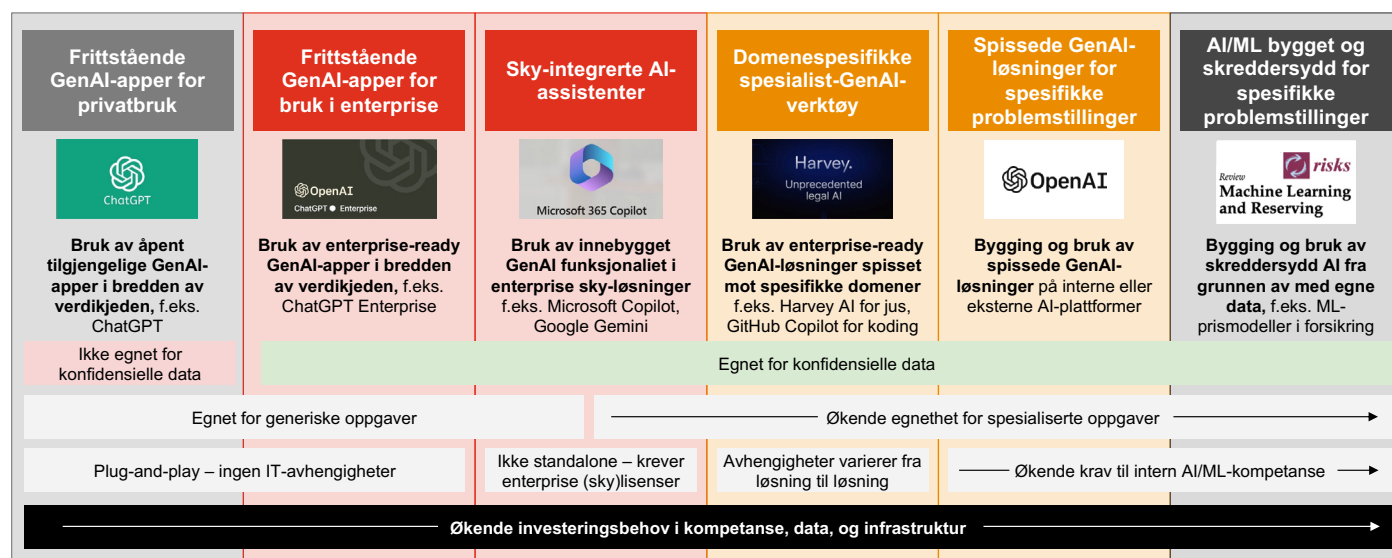 Frittstående
GenAI-apper for
privatbruk
Frittstående
GenAI-apper for
bruk i enterprise
Sky-integrerte AI-
assistenter
Domenespesifikke
spesialist-GenAI-
verktøy
Spissede GenAI-
løsninger for
spesifikke
problemstillinger
AI/ML bygget og
skreddersydd for
spesifikke
problemstillinger
ChatGPT
OpenAI
ChatGPT Enterprise
Microsoft 365 Copilot
Harvey.
Unprecedented
legal AI
OpenAI
risks
Review
Machine Learning
and Reserving
Bruk av åpent
tilgjengelige GenAI-
apper i bredden av
verdikjeden, f.eks.
ChatGPT
Bruk av enterprise-ready
GenAI-apper i bredden
av verdikjeden, f.eks.
ChatGPT Enterprise
Bruk av innebygget
GenAI funksjonaliet i
enterprise sky-løsninger
f.eks. Microsoft Copilot,
Google Gemini
Bruk av enterprise-ready
GenAI-løsninger spisset
mot spesifikke domener
f.eks. Harvey AI for jus,
GitHub Copilot for koding
Bygging og bruk av
spissede GenAI-
løsninger på interne eller
eksterne AI-plattformer
Bygging og bruk av
skreddersydd AI fra
grunnen av med egne
data, f.eks. ML-
prismodeller i forsikring
Ikke egnet for
konfidensielle data
Egnet for konfidensielle data
Egnet for generiske oppgaver
Økende egnethet for spesialiserte oppgaver
Plug-and-play – ingen IT-avhengigheter
Ikke standalone – krever
enterprise (sky)lisenser
Avhengigheter varierer fra
løsning til løsning
Økende krav til intern AI/ML-kompetanse
Økende investeringsbehov i kompetanse, data, og infrastruktur